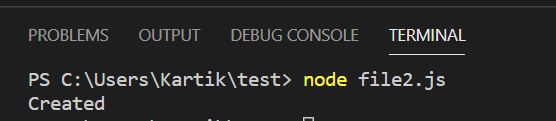 PROBLEMS OUTPUT DEBUG CONSOLE TERMINAL
PS C:\Users\Kartik\test> node file2.js
Created